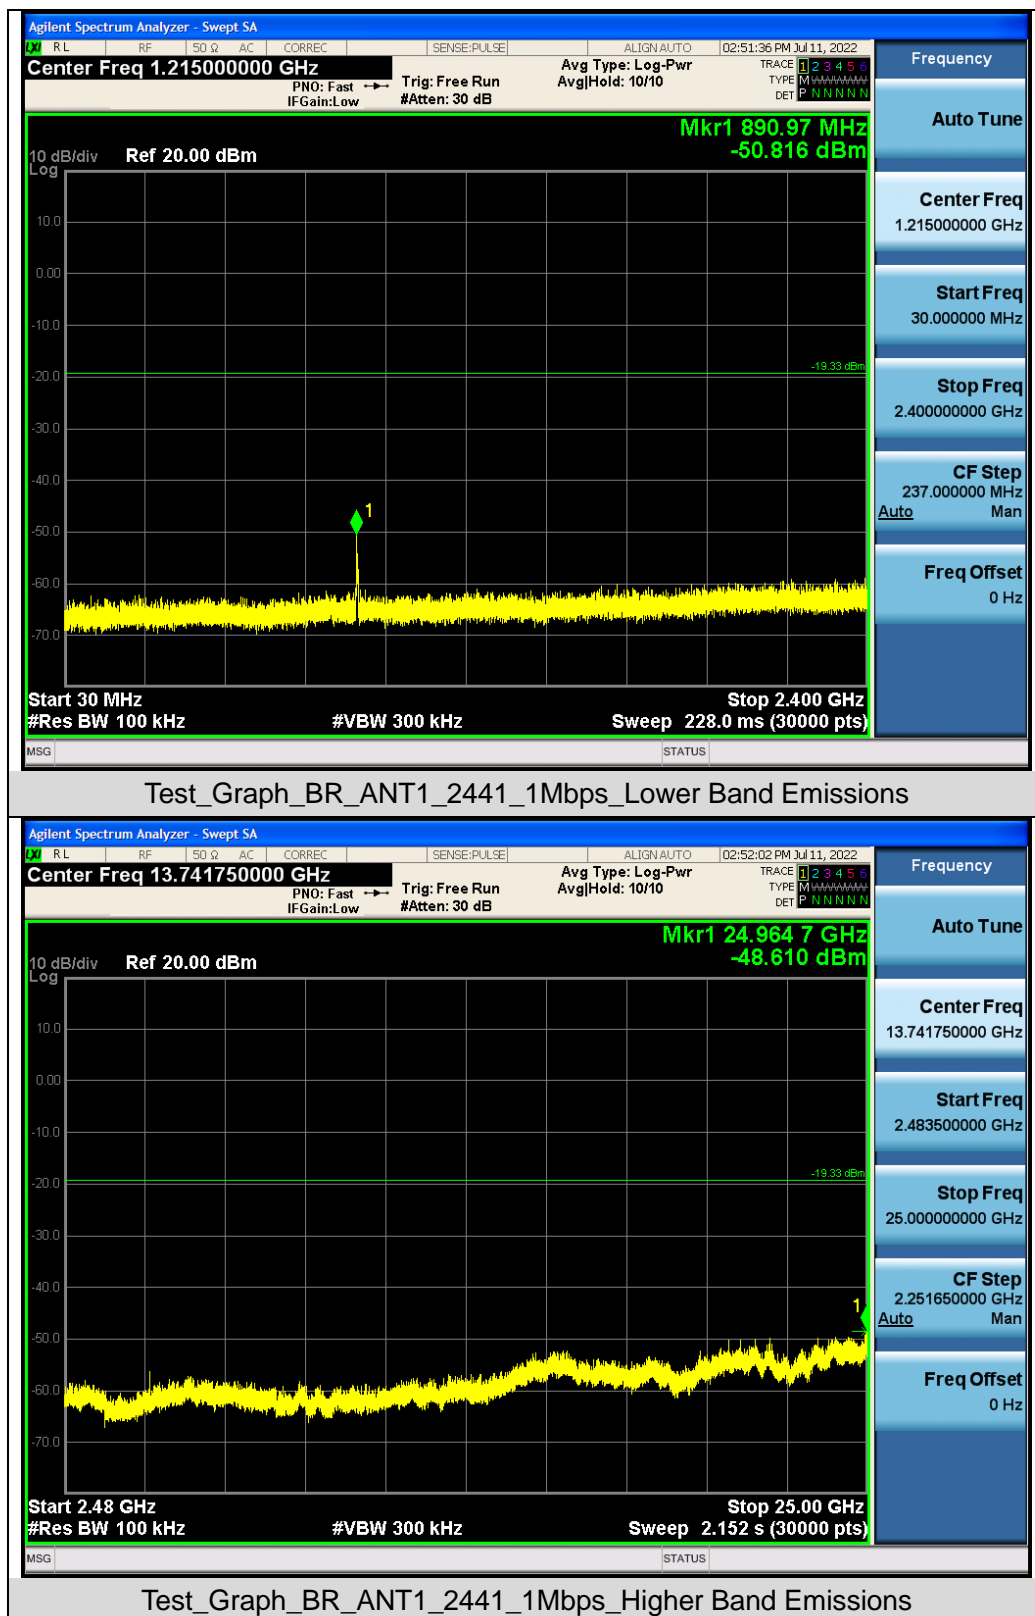 Agilent Spectrum Analyzer - Swept SA
LXI RL RF 50 Ω AC CORREC SENSE:PULSE ALIGN AUTO 02:51:36 PM Jul 11, 2022
Center Freq 1.215000000 GHz
PNO: Fast
IFGain:Low
Trig: Free Run
#Atten: 30 dB
Avg Type: Log-Pwr
Avg|Hold: 10/10
TRACE 1 2 3 4 5 6
TYPE M WWWWW
DET P N N N N N
Mkr1 890.97 MHz
-50.816 dBm
10 dB/div
Log
Ref 20.00 dBm
10.0
0.00
-10.0
-19.33 dBm
-20.0
-30.0
-40.0
1
-50.0
-60.0
-70.0
Start 30 MHz
Stop 2.400 GHz
#Res BW 100 kHz
#VBW 300 kHz
Sweep 228.0 ms (30000 pts)
MSG
STATUS
Frequency
Auto Tune
Center Freq
1.215000000 GHz
Start Freq
30.000000 MHz
Stop Freq
2.400000000 GHz
CF Step
237.000000 MHz
Auto Man
Freq Offset
0 Hz
Test_Graph_BR_ANT1_2441_1Mbps_Lower Band Emissions
Agilent Spectrum Analyzer - Swept SA
LXI RL RF 50 Ω AC CORREC SENSE:PULSE ALIGN AUTO 02:52:02 PM Jul 11, 2022
Center Freq 13.741750000 GHz
PNO: Fast
IFGain:Low
Trig: Free Run
#Atten: 30 dB
Avg Type: Log-Pwr
Avg|Hold: 10/10
TRACE 1 2 3 4 5 6
TYPE M WWWWW
DET P N N N N N
Mkr1 24.964 7 GHz
-48.610 dBm
10 dB/div
Log
Ref 20.00 dBm
10.0
0.00
-10.0
-19.33 dBm
-20.0
-30.0
-40.0
1
-50.0
-60.0
-70.0
Start 2.48 GHz
Stop 25.00 GHz
#Res BW 100 kHz
#VBW 300 kHz
Sweep 2.152 s (30000 pts)
MSG
STATUS
Frequency
Auto Tune
Center Freq
13.741750000 GHz
Start Freq
2.483500000 GHz
Stop Freq
25.000000000 GHz
CF Step
2.251650000 GHz
Auto Man
Freq Offset
0 Hz
Test_Graph_BR_ANT1_2441_1Mbps_Higher Band Emissions